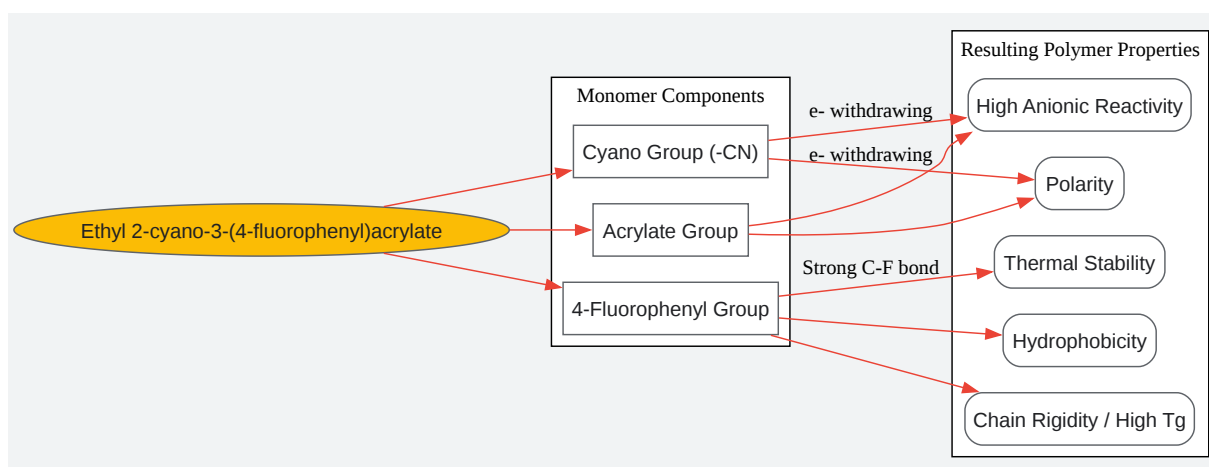 Ethyl 2-cyano-3-(4-fluorophenyl)acrylate
Monomer Components
Cyano Group (-CN)
Acrylate Group
4-Fluorophenyl Group
e- withdrawing
e- withdrawing
Strong C-F bond
Resulting Polymer Properties
High Anionic Reactivity
Polarity
Thermal Stability
Hydrophobicity
Chain Rigidity / High Tg